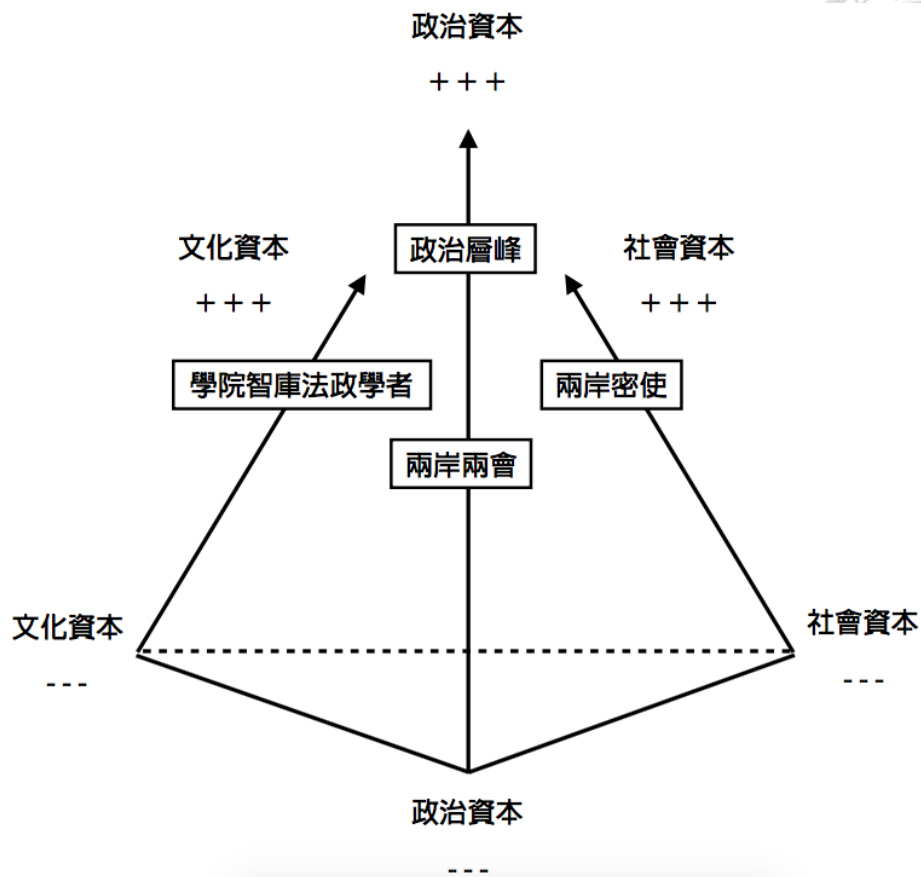 政治資本
+ + +
文化資本
+ + +
政治層峰
社會資本
+ + +
學院智庫法政學者
兩岸密使
兩岸兩會
文化資本
- - -
社會資本
- - -
政治資本
- - -